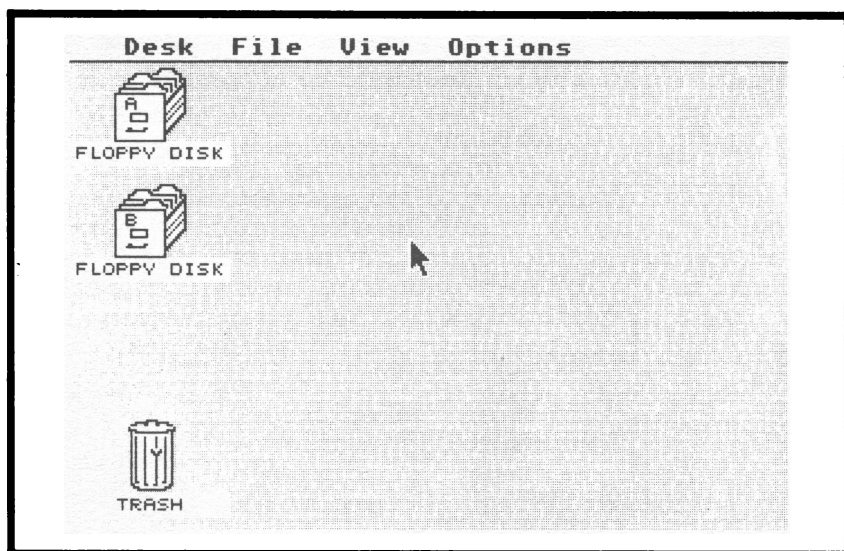 Desk File View Options
A
FLOPPY DISK
B
FLOPPY DISK
TRASH